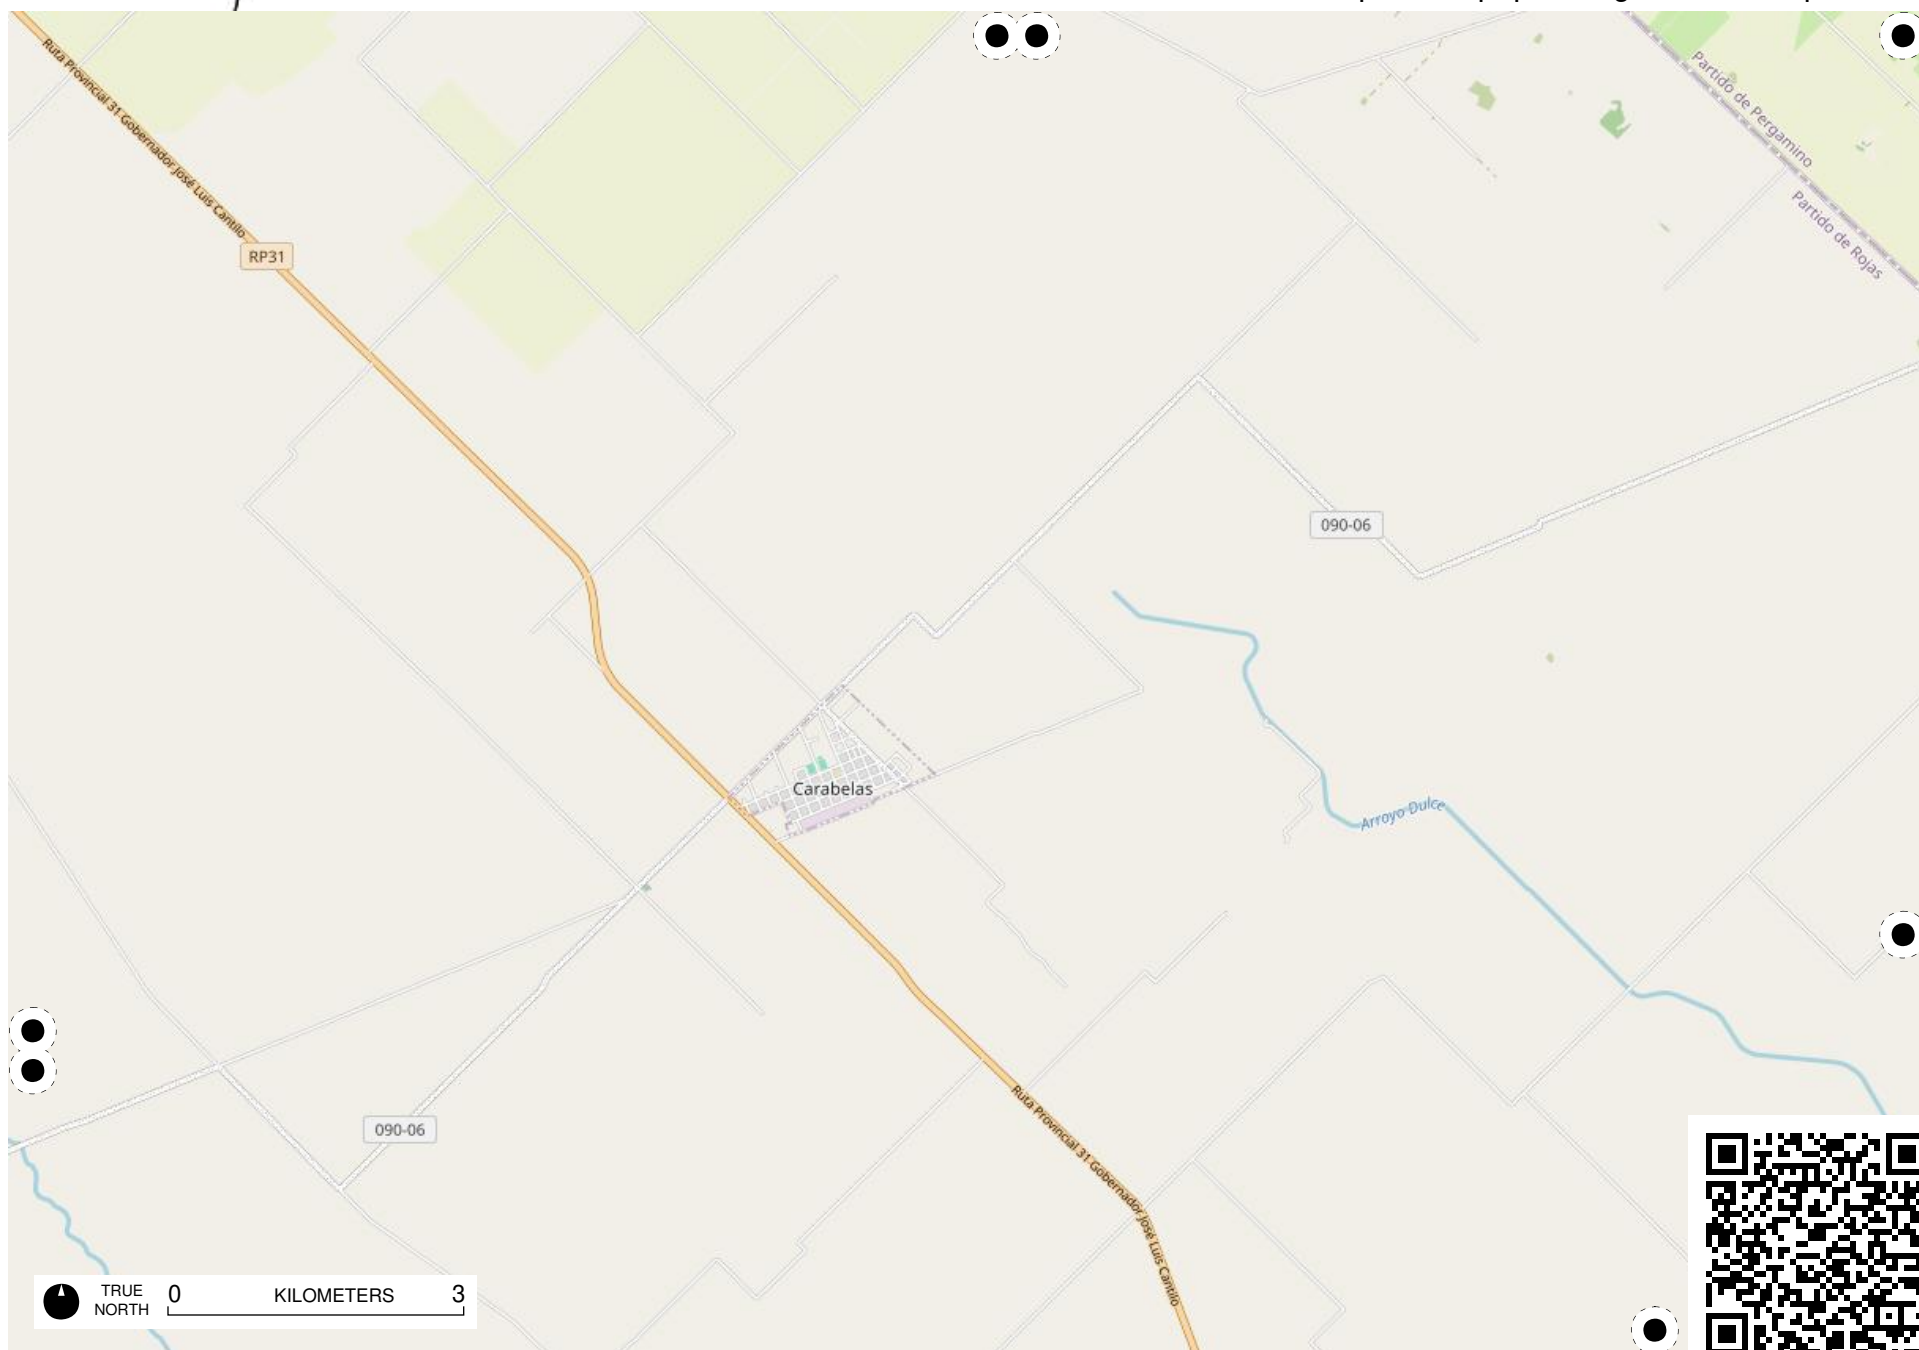 Ruta Provincial 31 Gobernador José Luis Cantilo
Partido de Pergamino
Partido de Rojas
RP31
090-06
Carabelas
Arroyo Dulce
090-06
Ruta Provincial 31 Gobernador José Luis Cantilo
TRUE
NORTH
0 KILOMETERS 3